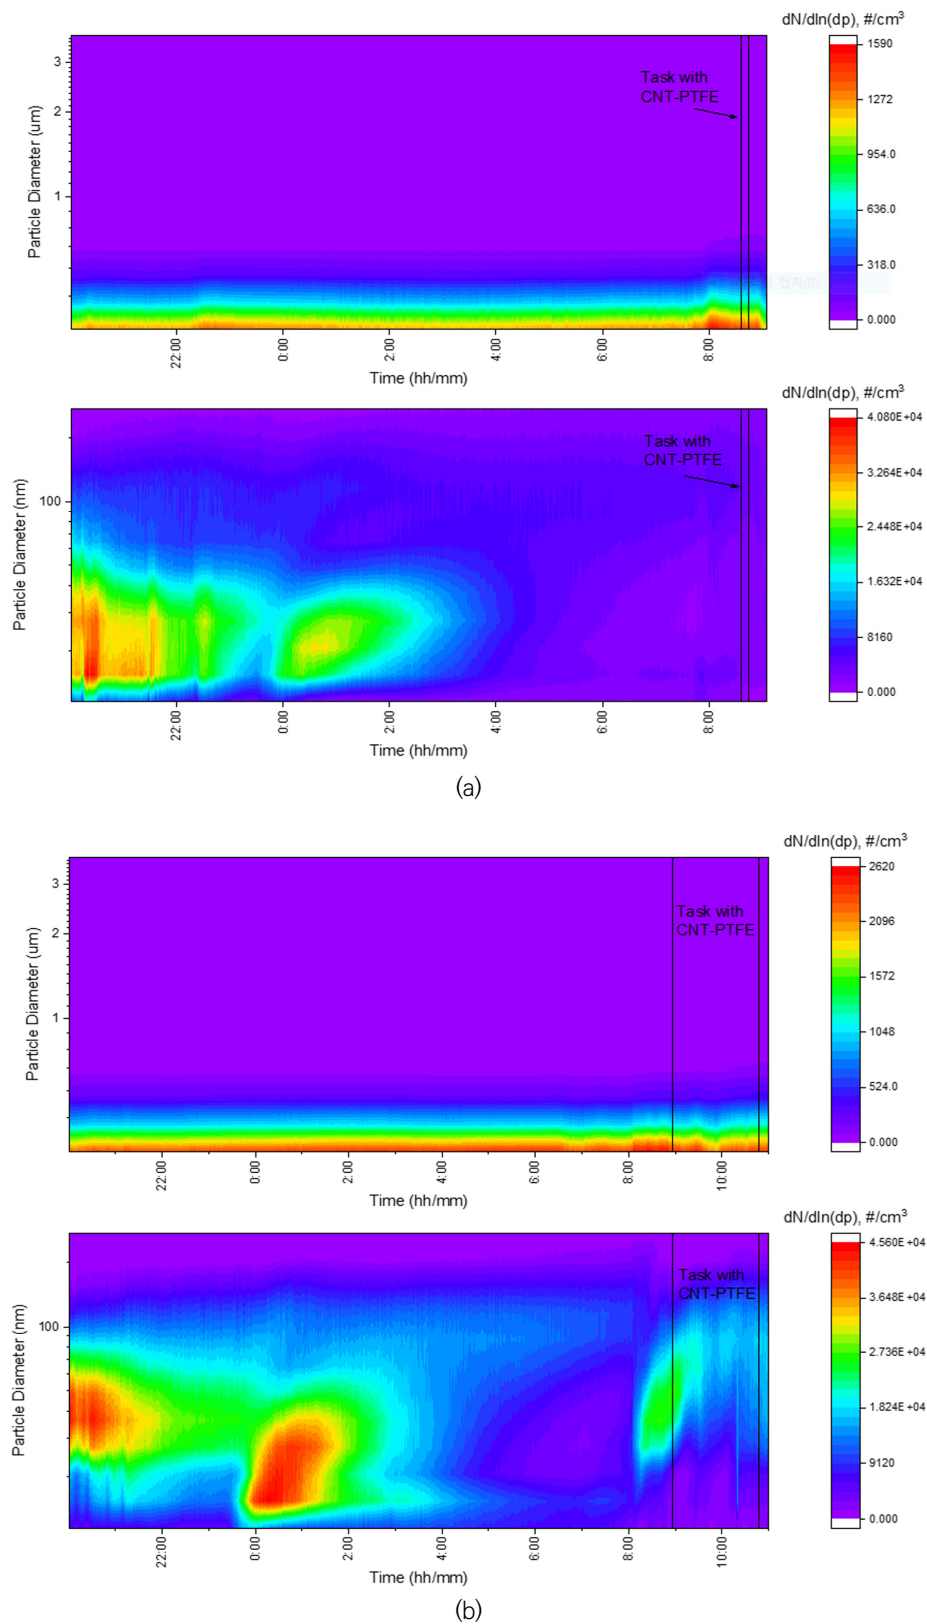 dN/dln(dp), #/cm³
3
2
1
Particle Diameter (um)
Task with
CNT-PTFE
1590
1272
954.0
636.0
318.0
0.000
22:00
0:00
2:00
4:00
6:00
8:00
Time (hh/mm)
dN/dln(dp), #/cm³
100
Particle Diameter (nm)
Task with
CNT-PTFE
4.080E+04
3.264E+04
2.448E+04
1.632E+04
8160
0.000
22:00
0:00
2:00
4:00
6:00
8:00
Time (hh/mm)
(a)
dN/dln(dp), #/cm³
3
2
1
Particle Diameter (um)
Task with
CNT-PTFE
2620
2096
1572
1048
524.0
0.000
22:00
0:00
2:00
4:00
6:00
8:00
10:00
Time (hh/mm)
dN/dln(dp), #/cm³
100
Particle Diameter (nm)
Task with
CNT-PTFE
4.560E+04
3.648E+04
2.736E+04
1.824E+04
9120
0.000
22:00
0:00
2:00
4:00
6:00
8:00
10:00
Time (hh/mm)
(b)